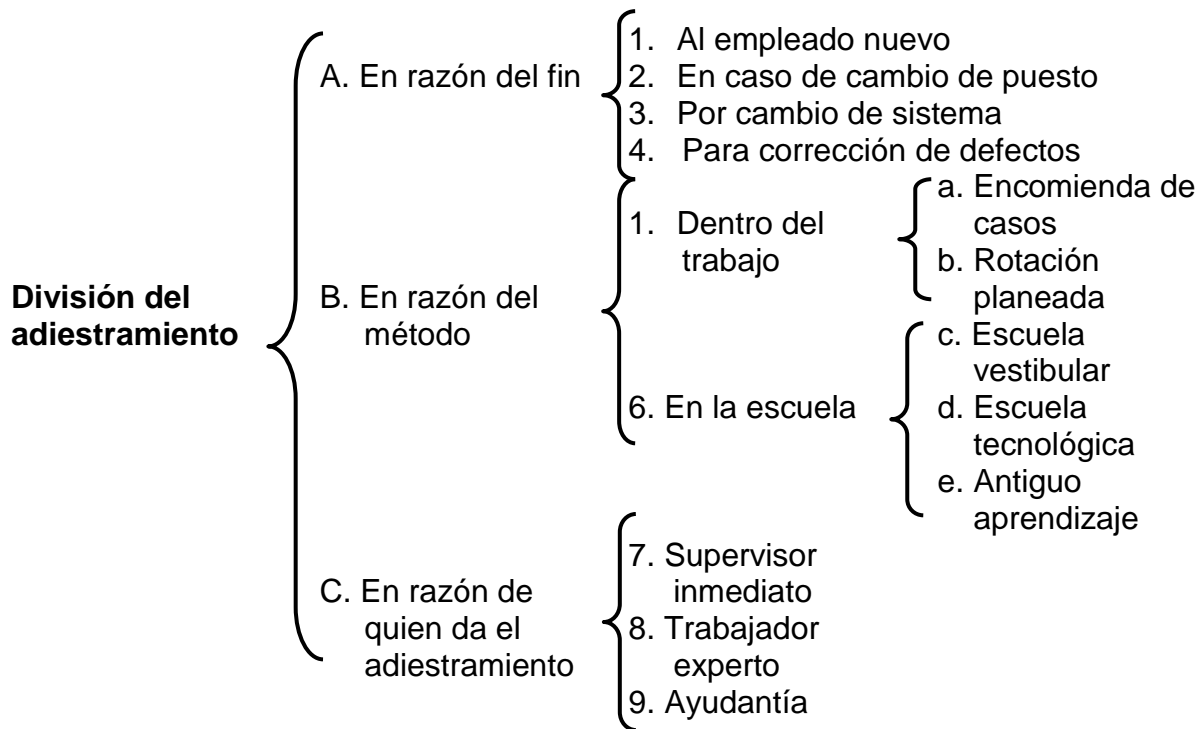 División del
adiestramiento
A. En razón del fin
1. Al empleado nuevo
2. En caso de cambio de puesto
3. Por cambio de sistema
4. Para corrección de defectos
B. En razón del
método
1. Dentro del
trabajo
a. Encomienda de
casos
b. Rotación
planeada
6. En la escuela
c. Escuela
vestibular
d. Escuela
tecnológica
e. Antiguo
aprendizaje
C. En razón de
quien da el
adiestramiento
7. Supervisor
inmediato
8. Trabajador
experto
9. Ayudantía